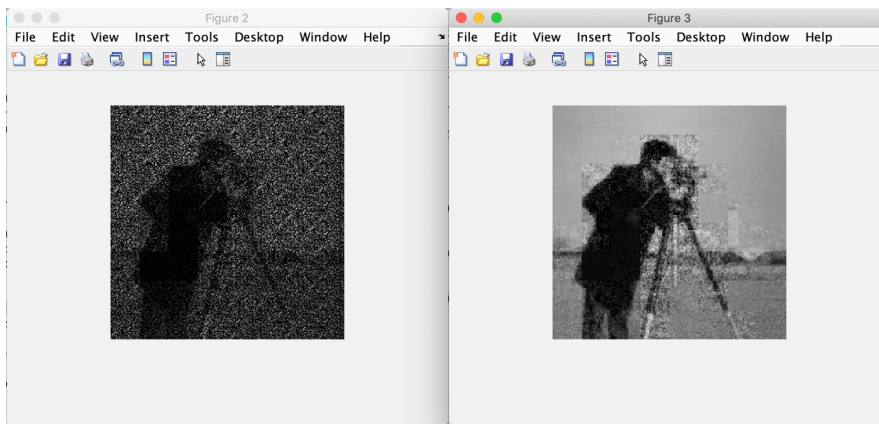 Figure 2
File Edit View Insert Tools Desktop Window Help
Figure 3
File Edit View Insert Tools Desktop Window Help